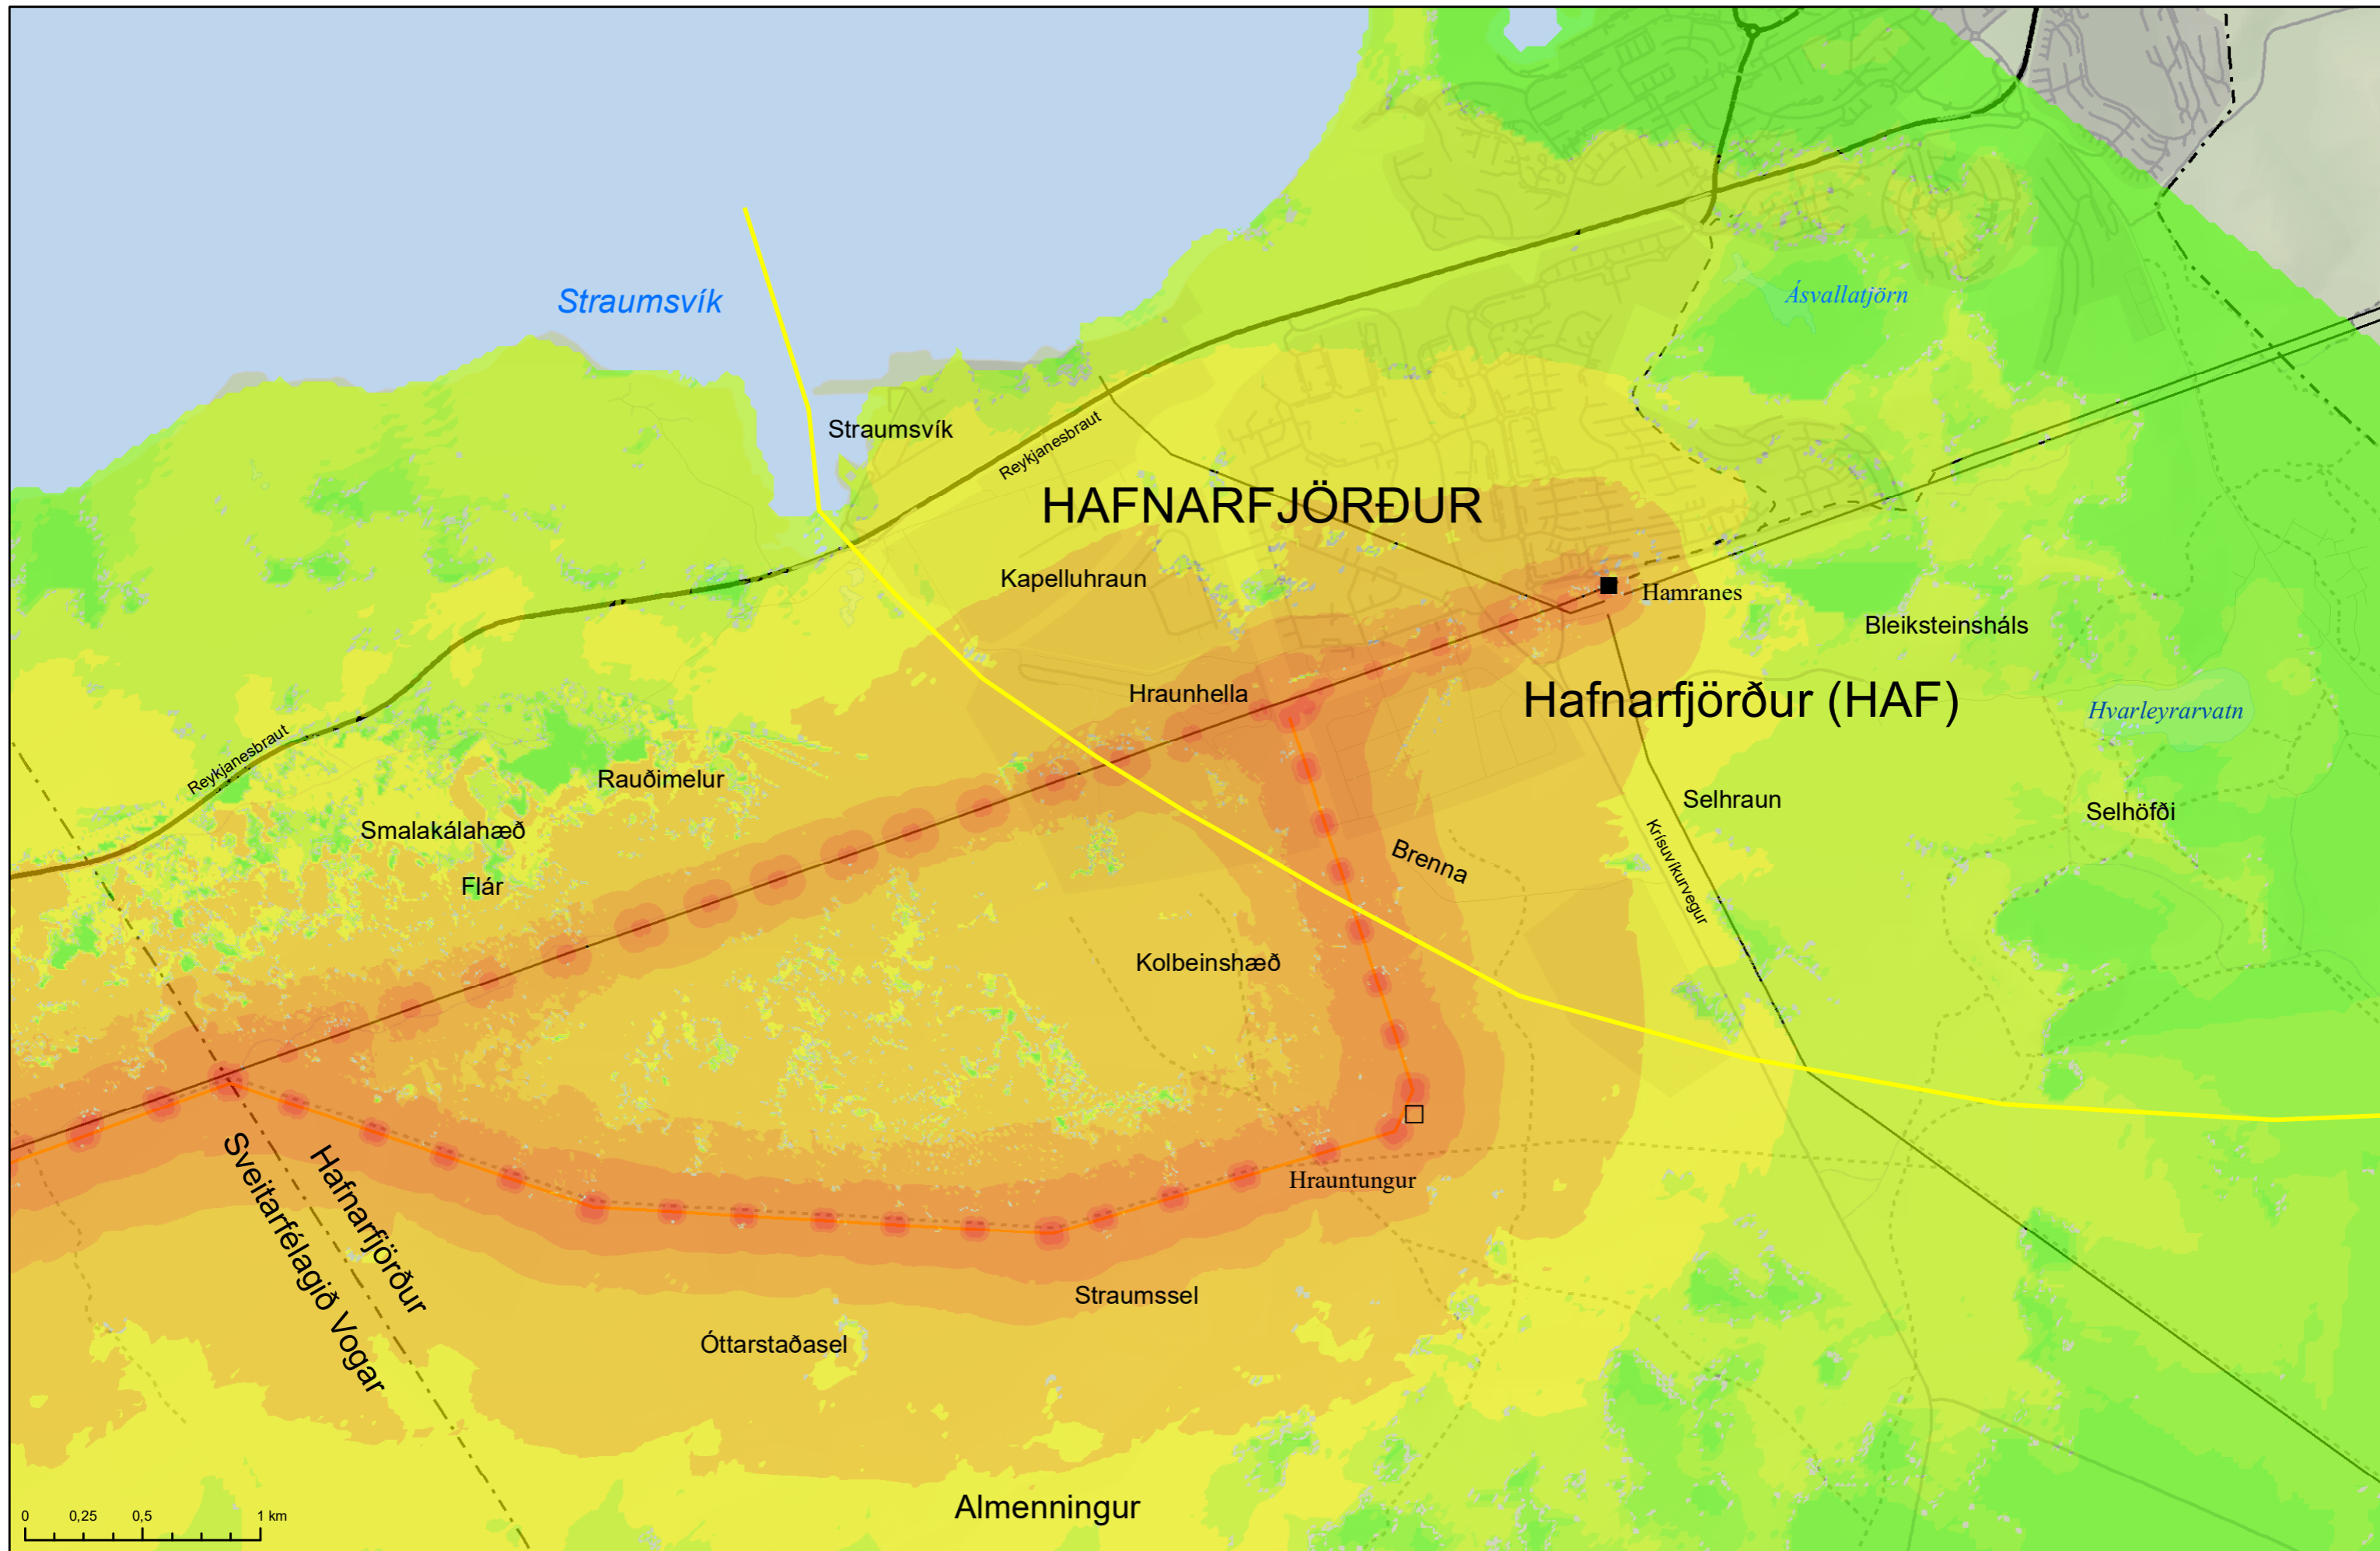 Straumsvík
Ásvallatjörn
Straumsvík
Reykjanesbraut
HAFNARFJÖRÐUR
Kapelluhraun
Hamranes
Bleiksteinsháls
Hraunhella
Hafnarfjörður (HAF)
Hvarleyrarvatn
Reykjanesbraut
Rauðimelur
Selhraun
Selhöfði
Smalakálahæð
Krísuvíkurvegur
Brenna
Flár
Kolbeinshæð
Hrauntungur
Hafnarfjörður
Sveitarfélagið Vogar
Straumssel
Óttarstaðasel
Almenningur
0 0,25 0,5 1 km